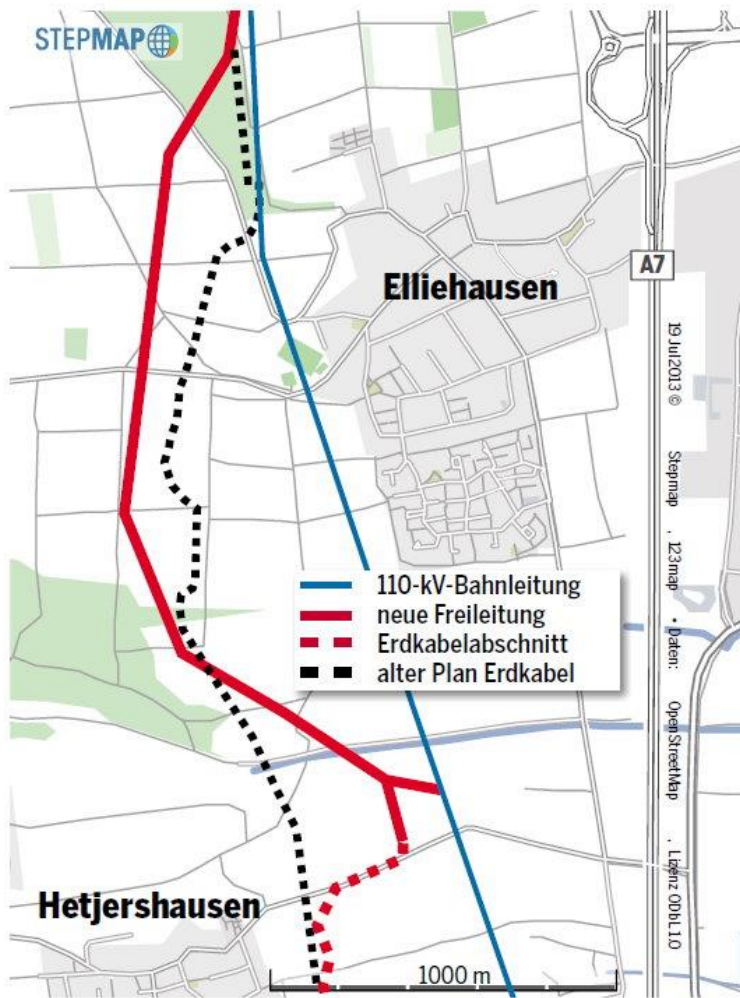 STEPMAP
Elliehausen
A7
19 Jul 2013 © Stepmap , 123map • Daten: OpenStreetMap , Lizenz ODbL 1.0
110-kV-Bahnleitung
neue Freileitung
Erdkabelabschnitt
alter Plan Erdkabel
Hetjershausen
1000 m